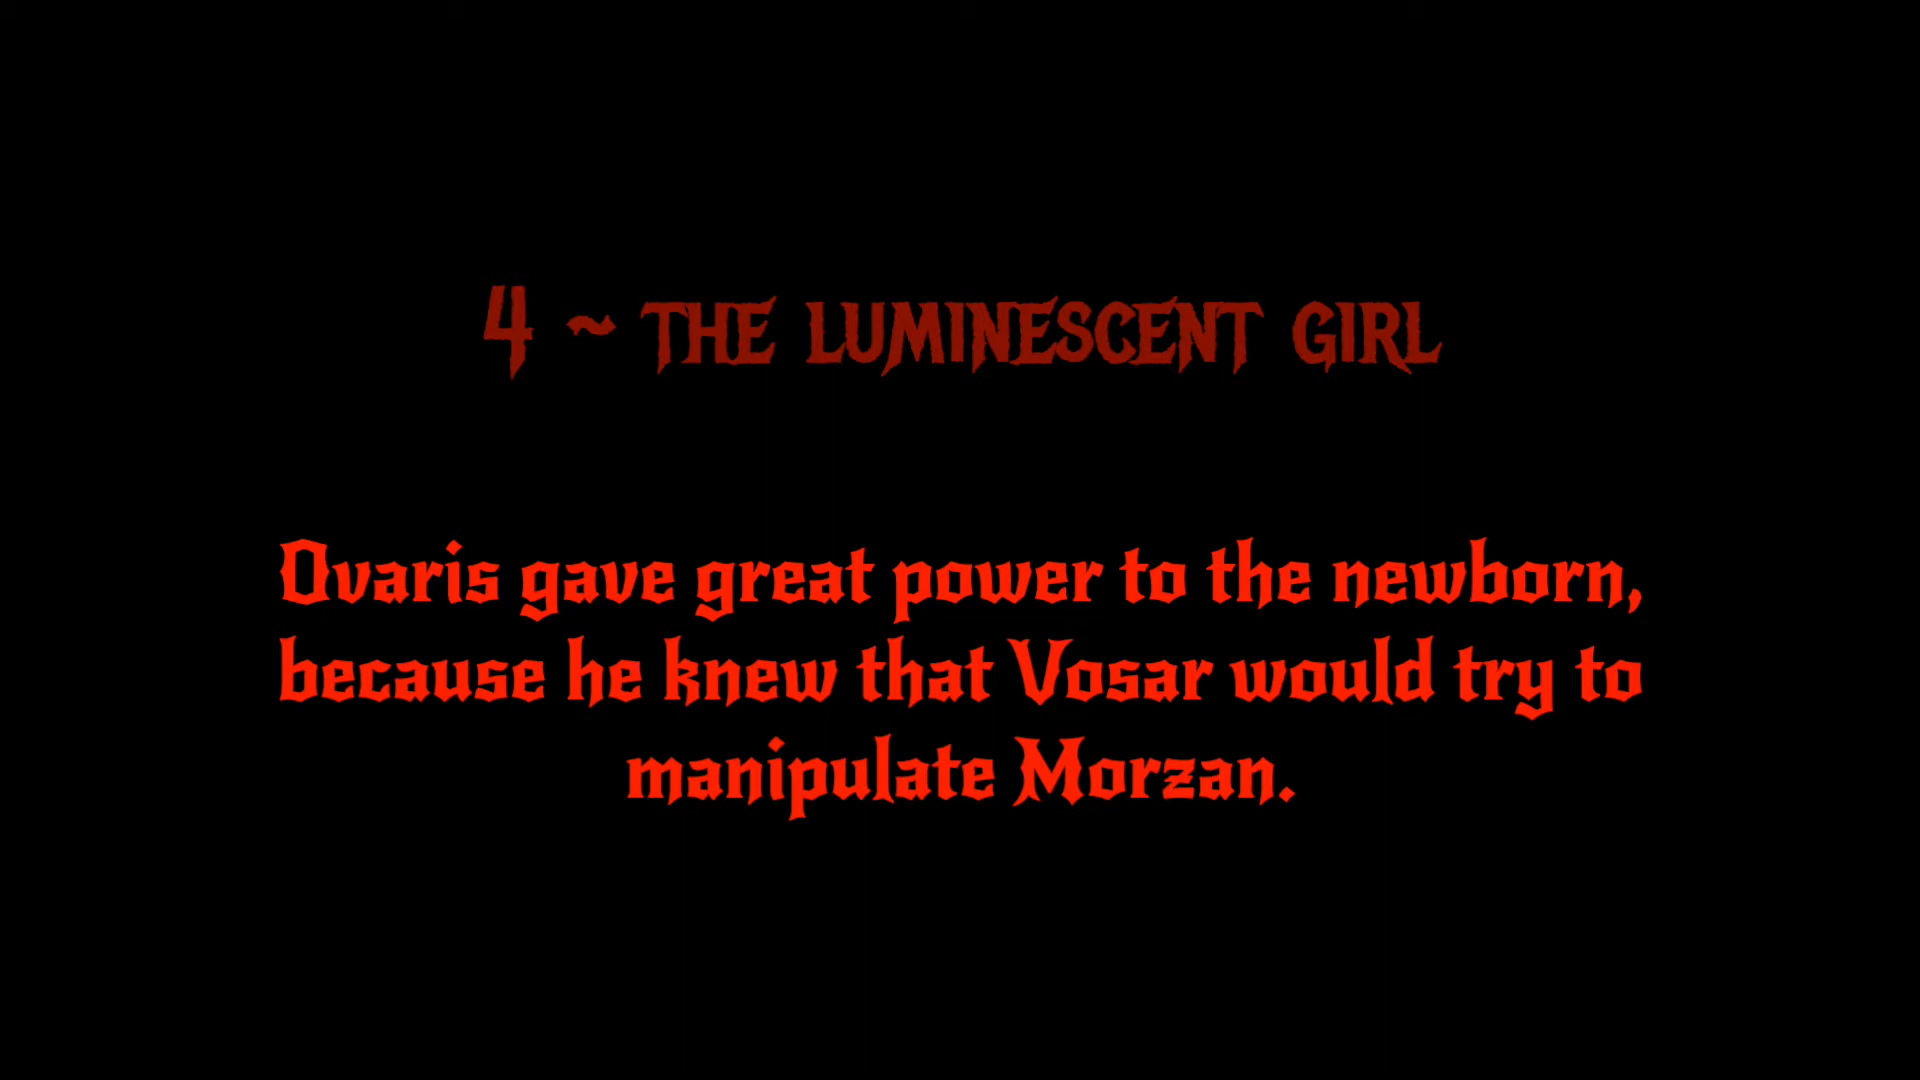 4 ~ THE LUMINESCENT GIRL
Ovaris gave great power to the newborn,
because he knew that Vosar would try to
manipulate Morzan.